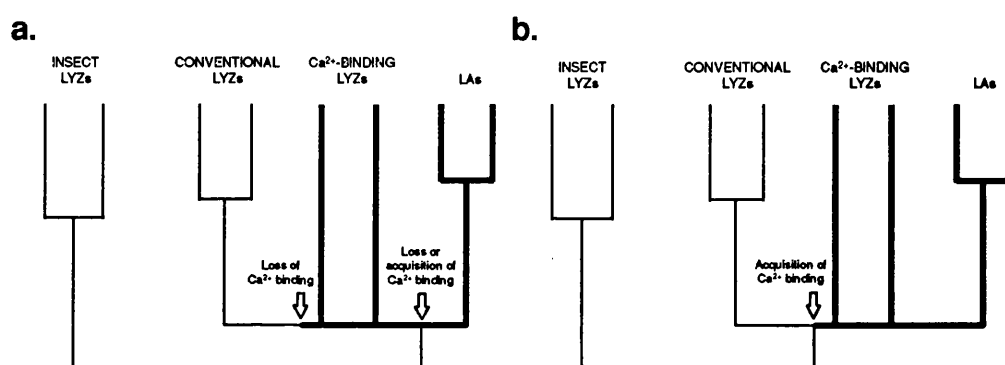 a.
INSECT
LYZs
CONVENTIONAL
LYZs
Ca²⁺-BINDING
LYZs
LAs
Loss of
Ca²⁺ binding
Loss or
acquisition of
Ca²⁺ binding
b.
INSECT
LYZs
CONVENTIONAL
LYZs
Ca²⁺-BINDING
LYZs
LAs
Acquisition of
Ca²⁺ binding